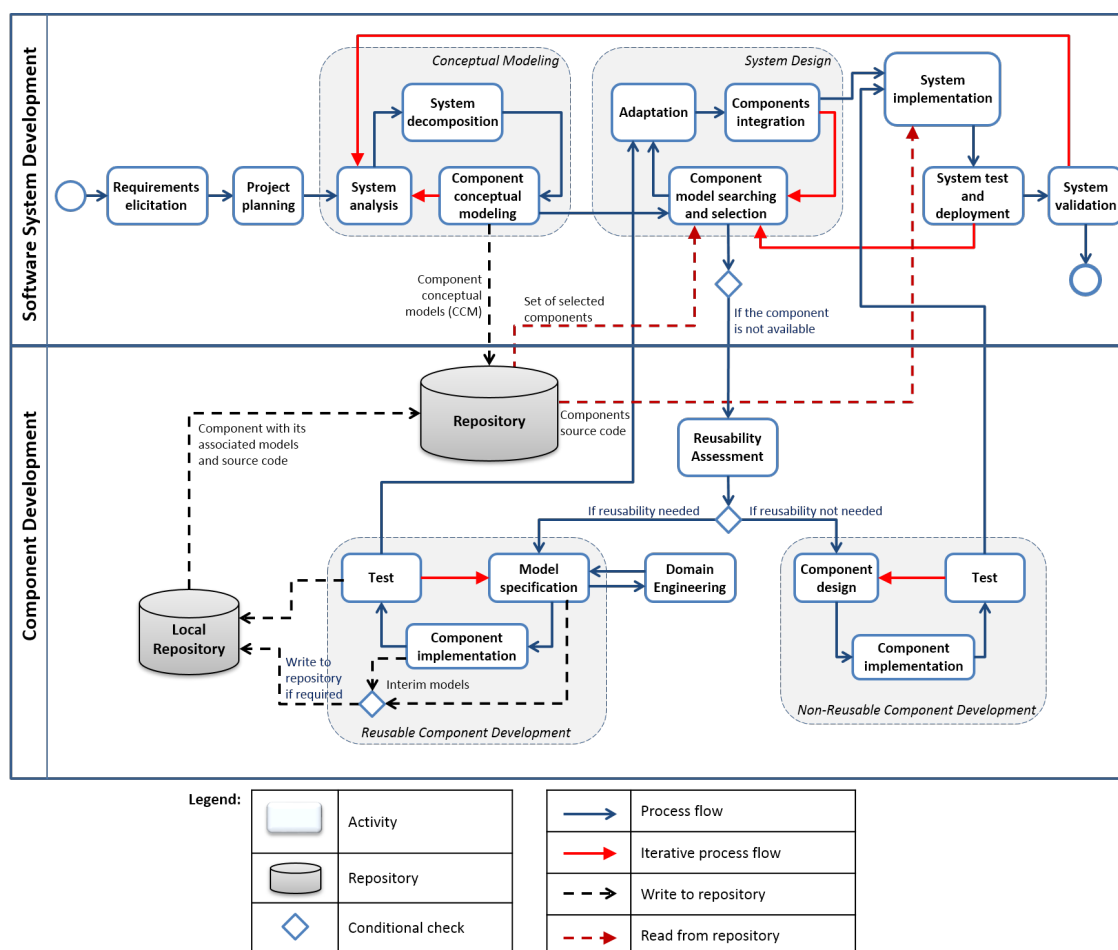 Software System Development
Conceptual Modeling
System Design
System
decomposition
Adaptation
Components
integration
System
implementation
Requirements
elicitation
Project
planning
System
analysis
Component
conceptual
modeling
Component
model searching
and selection
System test
and
deployment
System
validation
Component
conceptual
models (CCM)
Set of selected
components
If the component
is not available
Component Development
Repository
Components
source code
Component with its
associated models
and source code
Reusability
Assessment
If reusability needed
If reusability not needed
Test
Model
specification
Domain
Engineering
Component
design
Test
Local
Repository
Component
implementation
Component
implementation
Write to
repository
if required
Interim models
Reusable Component Development
Non-Reusable Component Development
Legend:
Activity
Process flow
Iterative process flow
Repository
Write to repository
Conditional check
Read from repository